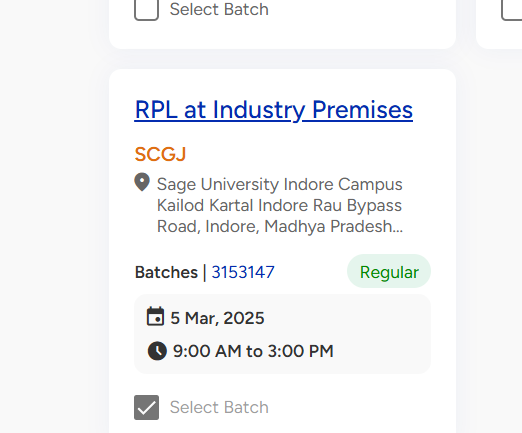 Select Batch
RPL at Industry Premises
SCGJ
Sage University Indore Campus
Kailod Kartal Indore Rau Bypass
Road, Indore, Madhya Pradesh...
Batches | 3153147
Regular
5 Mar, 2025
9:00 AM to 3:00 PM
Select Batch